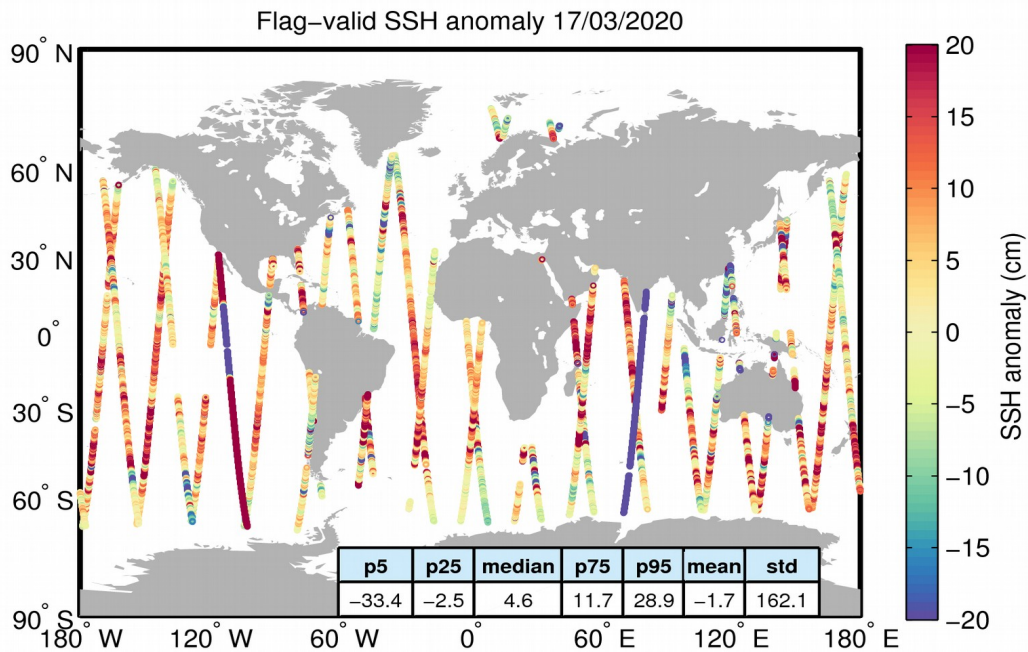 Flag−valid SSH anomaly 17/03/2020
90° N
60° N
30° N
0°
30° S
60° S
90° S
180° W
120° W
60° W
0°
60° E
120° E
180° E
p5 p25 median p75 p95 mean std
−33.4 −2.5 4.6 11.7 28.9 −1.7 162.1
20
15
10
5
0
−5
−10
−15
−20
SSH anomaly (cm)